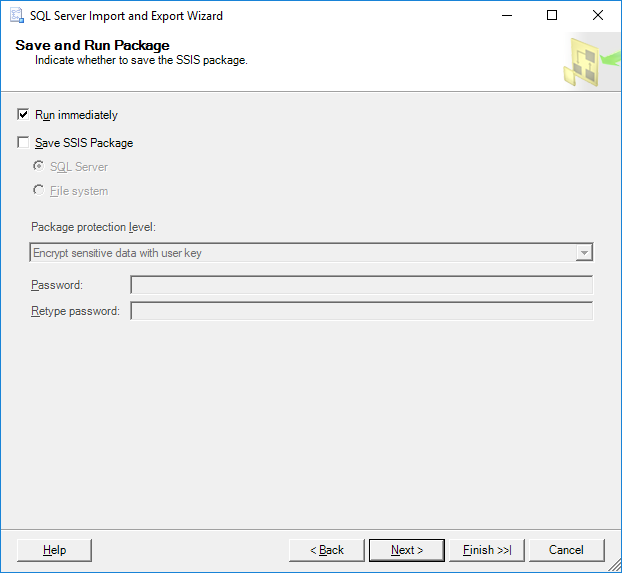 SQL Server Import and Export Wizard
Save and Run Package
Indicate whether to save the SSIS package.
Run immediately
Save SSIS Package
SQL Server
File system
Package protection level:
Encrypt sensitive data with user key
Password:
Retype password:
Help
< Back
Next >
Finish >>|
Cancel